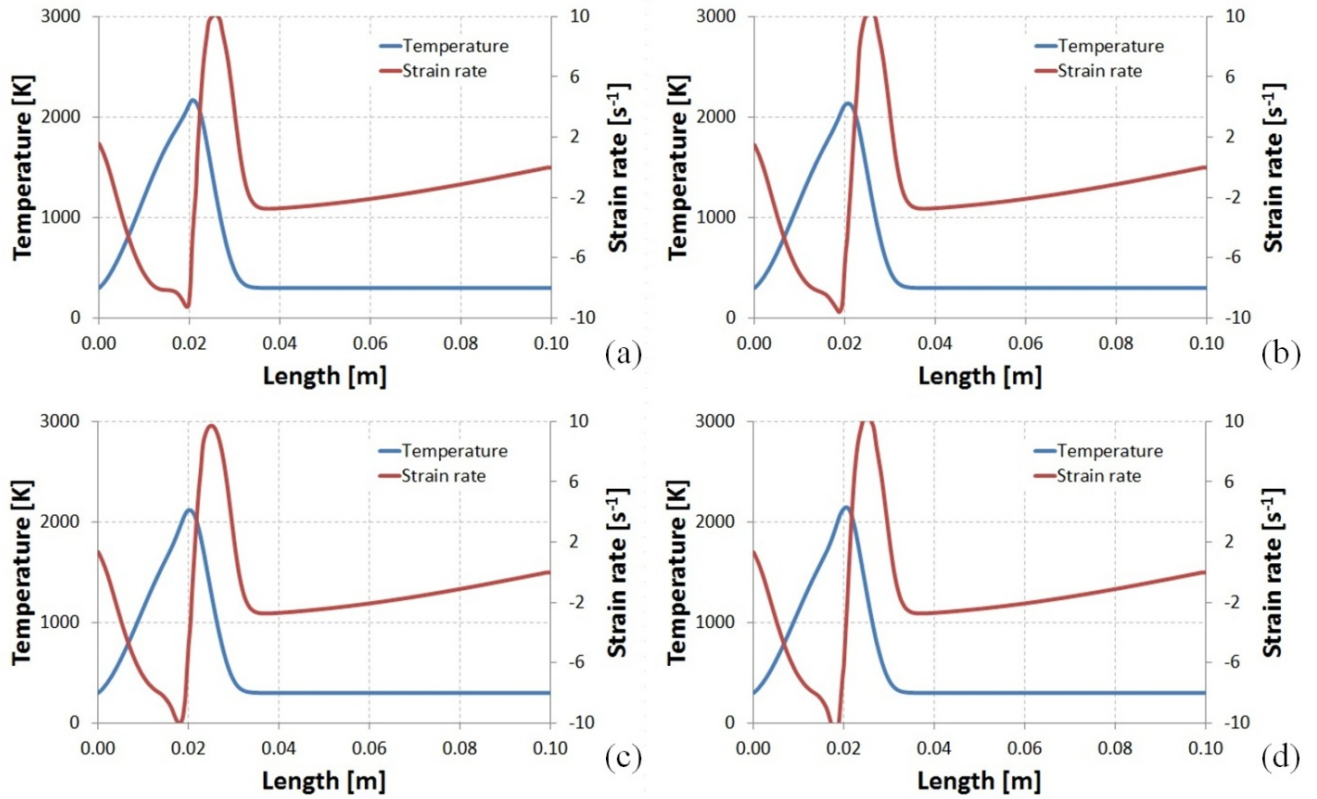 3000
2000
1000
0
Temperature [K]
10
6
2
-2
-6
-10
Strain rate [s-1]
Temperature
Strain rate
0.00 0.02 0.04 0.06 0.08 0.10
Length [m]
(a)
3000
2000
1000
0
Temperature [K]
10
6
2
-2
-6
-10
Strain rate [s-1]
Temperature
Strain rate
0.00 0.02 0.04 0.06 0.08 0.10
Length [m]
(b)
3000
2000
1000
0
Temperature [K]
10
6
2
-2
-6
-10
Strain rate [s-1]
Temperature
Strain rate
0.00 0.02 0.04 0.06 0.08 0.10
Length [m]
(c)
3000
2000
1000
0
Temperature [K]
10
6
2
-2
-6
-10
Strain rate [s-1]
Temperature
Strain rate
0.00 0.02 0.04 0.06 0.08 0.10
Length [m]
(d)